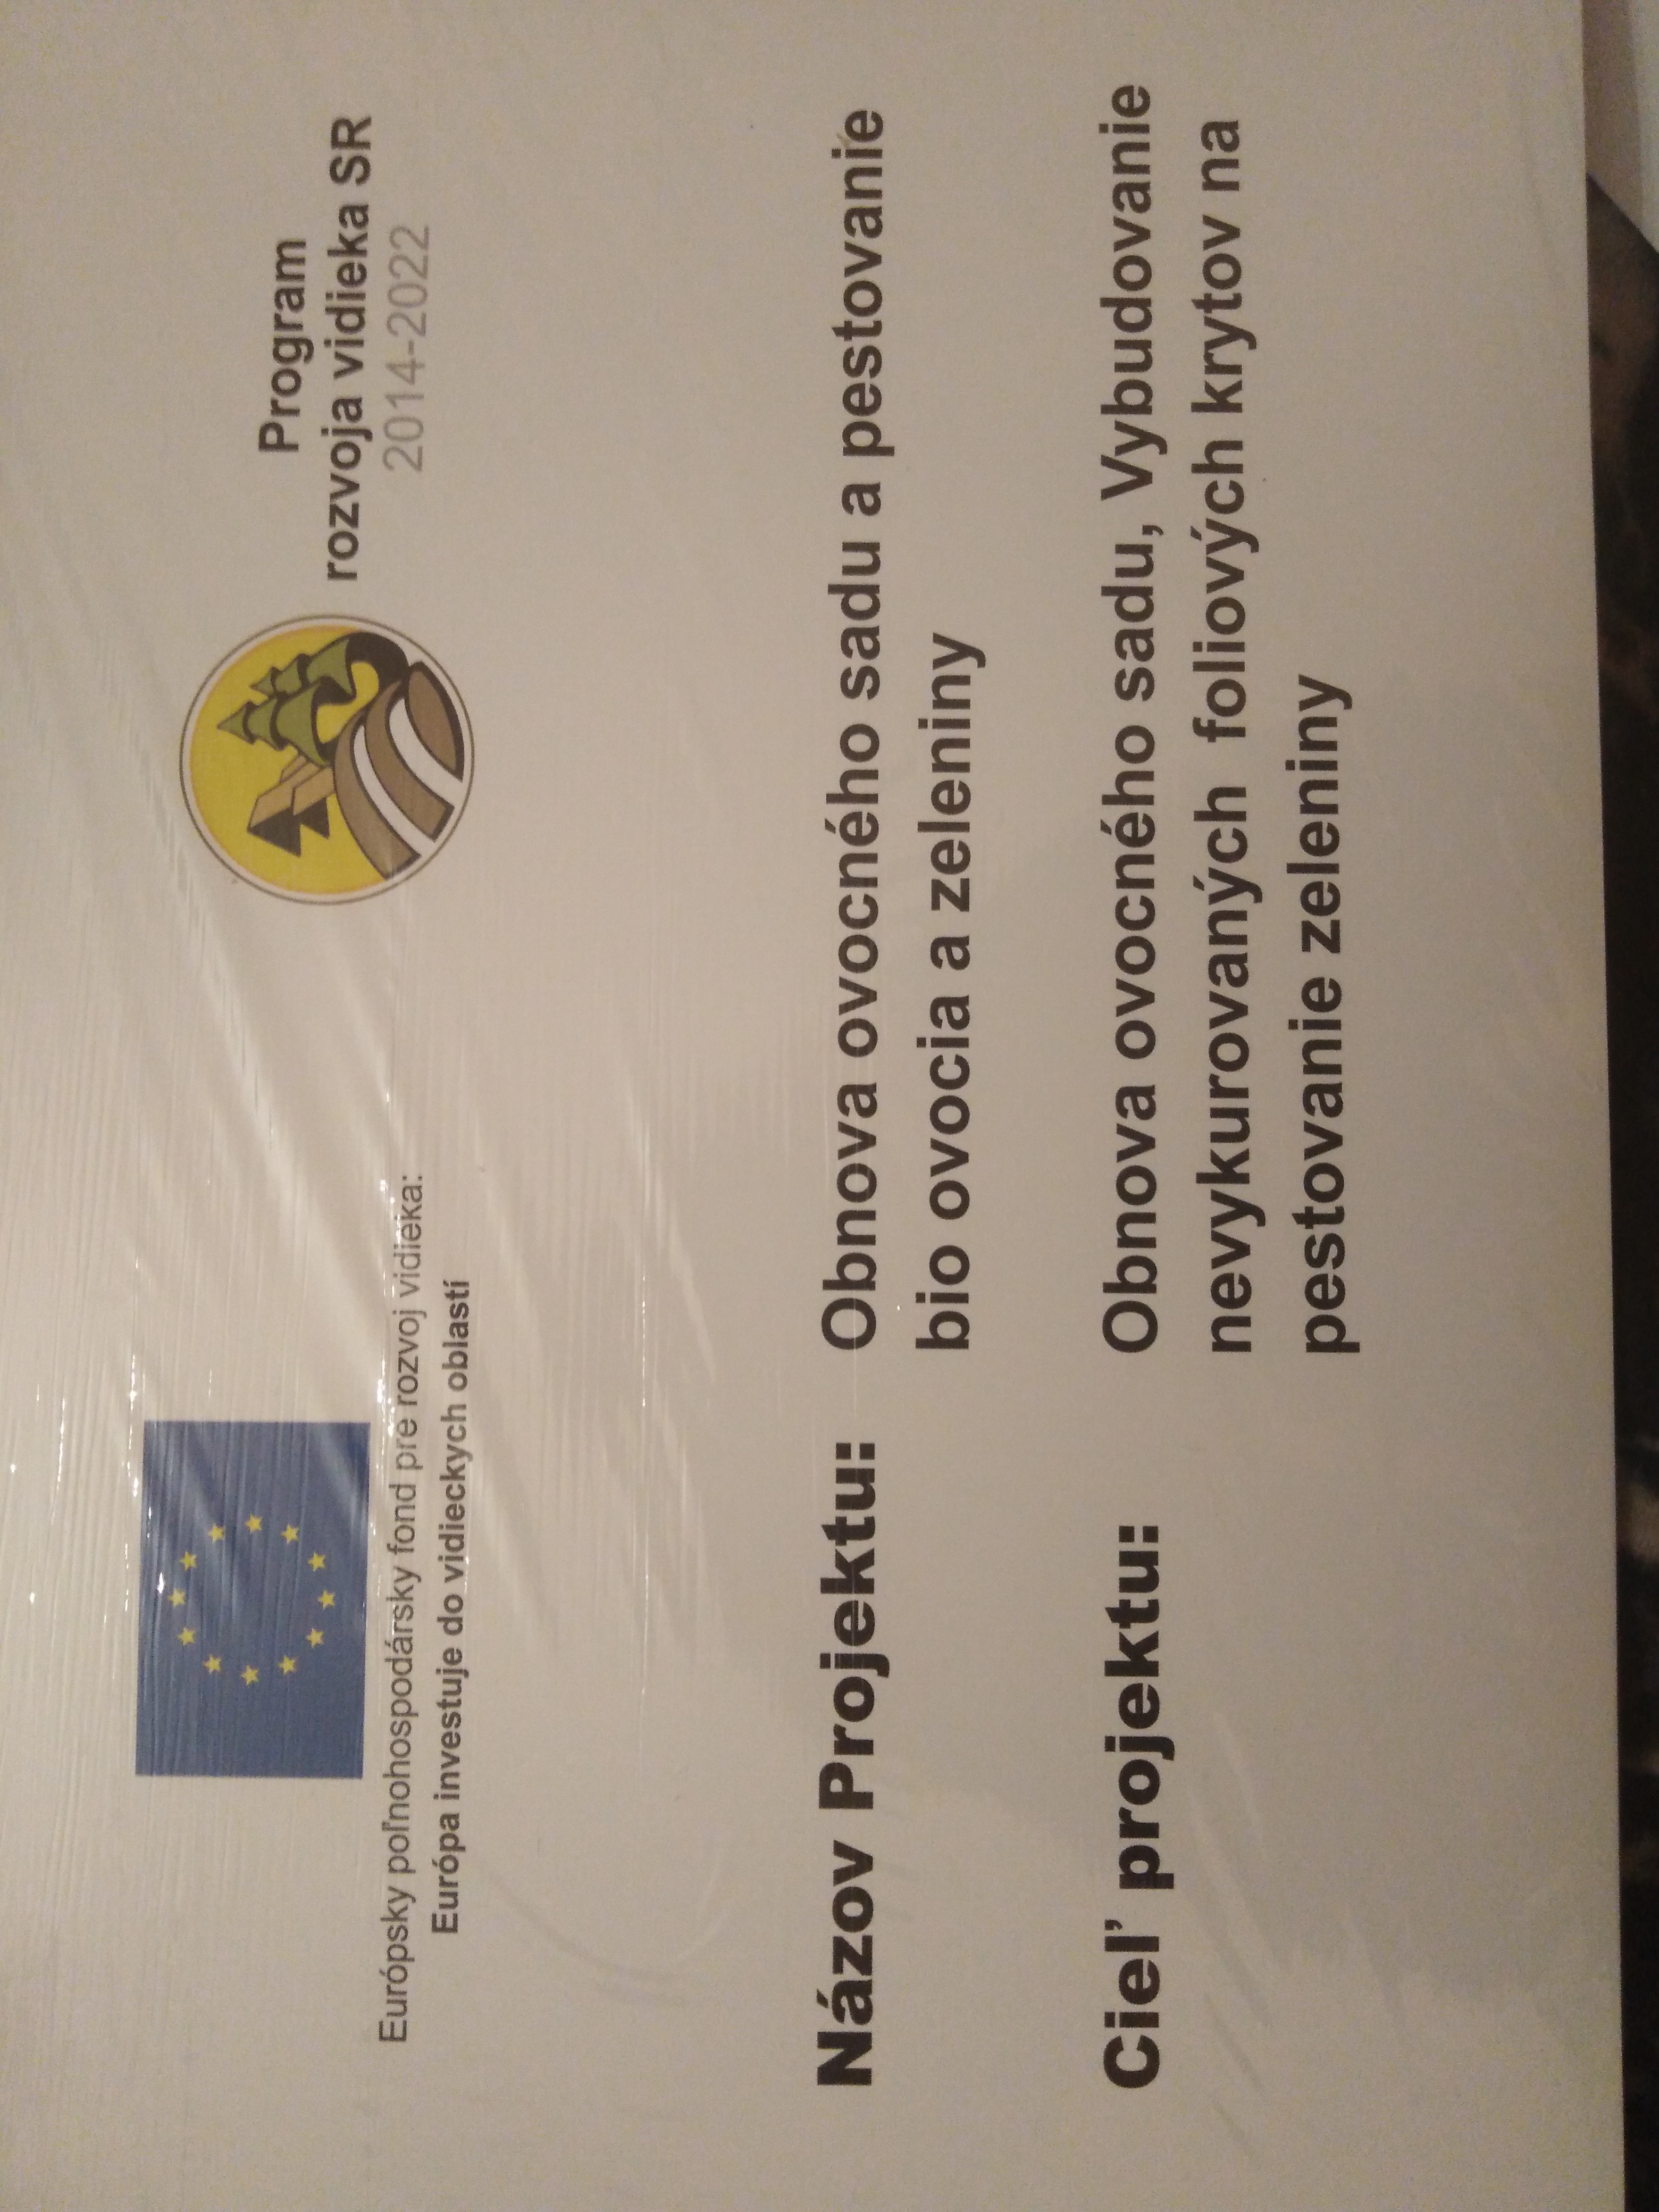 Európsky poľnohospodársky fond pre rozvoj vidieka:
Európa investuje do vidieckych oblastí
Program
rozvoja vidieka SR
2014-2022
Názov Projektu: Obnova ovocného sadu a pestovanie
bio ovocia a zeleniny
Cieľ projektu: Obnova ovocného sadu, Vybudovanie
nevykurovaných foliových krytov na
pestovanie zeleniny